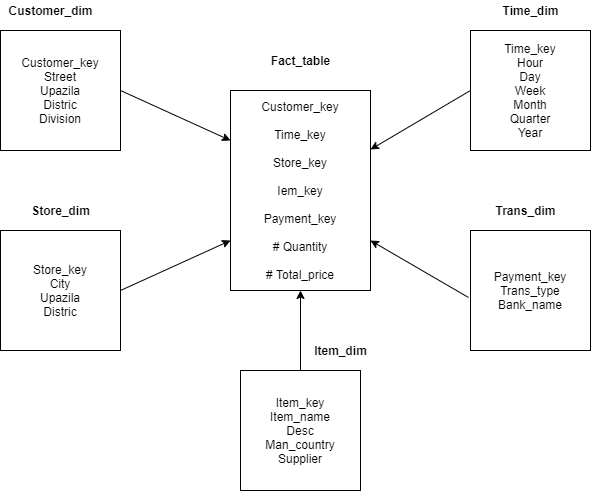 Customer_dim
Customer_key
Street
Upazila
Distric
Division
Time_dim
Time_key
Hour
Day
Week
Month
Quarter
Year
Fact_table
Customer_key
Time_key
Store_key
Iem_key
Payment_key
# Quantity
# Total_price
Store_dim
Store_key
City
Upazila
Distric
Trans_dim
Payment_key
Trans_type
Bank_name
Item_dim
Item_key
Item_name
Desc
Man_country
Supplier